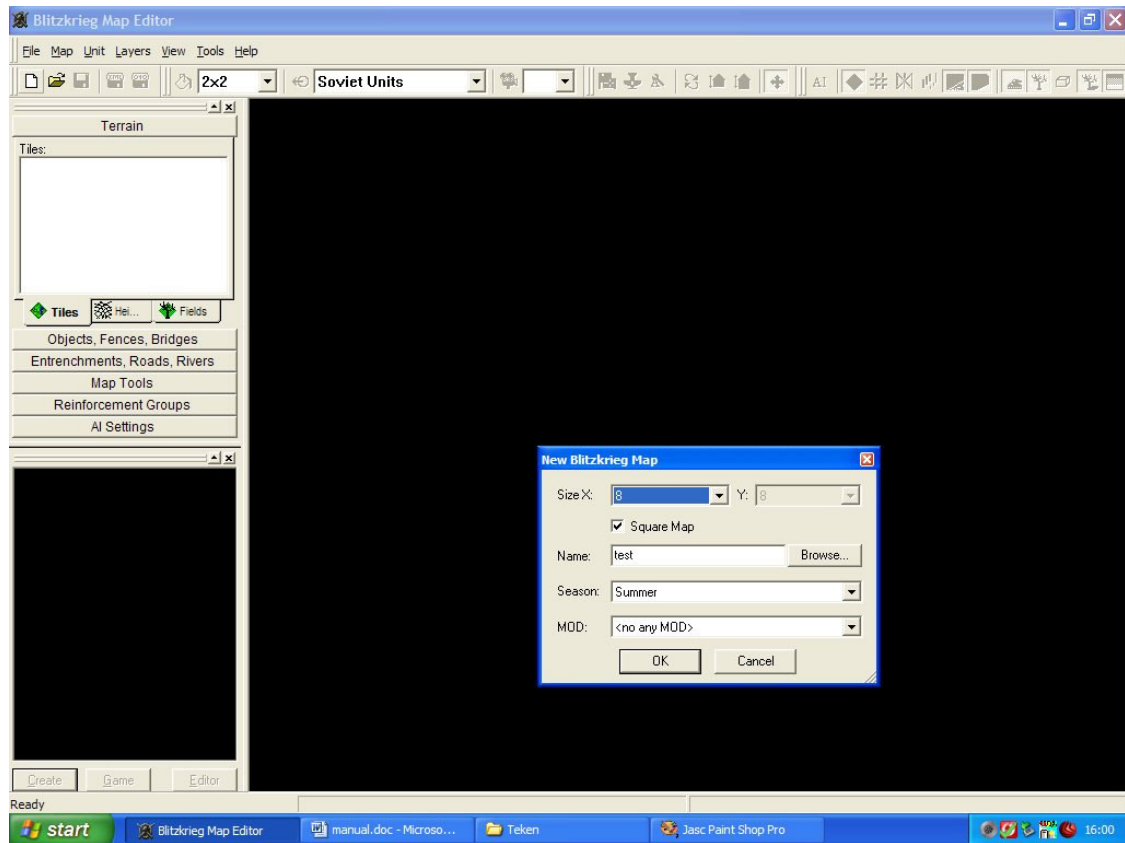 Blitzkrieg Map Editor
File Map Unit Layers View Tools Help
2x2 Soviet Units AI
Terrain
Tiles:
Tiles Hei... Fields
Objects, Fences, Bridges
Entrenchments, Roads, Rivers
Map Tools
Reinforcement Groups
AI Settings
New Blitzkrieg Map
Size X: 8 Y: 8
Square Map
Name: test Browse...
Season: Summer
MOD: <no any MOD>
OK Cancel
Create Game Editor
Ready
start Blitzkrieg Map Editor manual.doc - Microso... Teken Jasc Paint Shop Pro 16:00